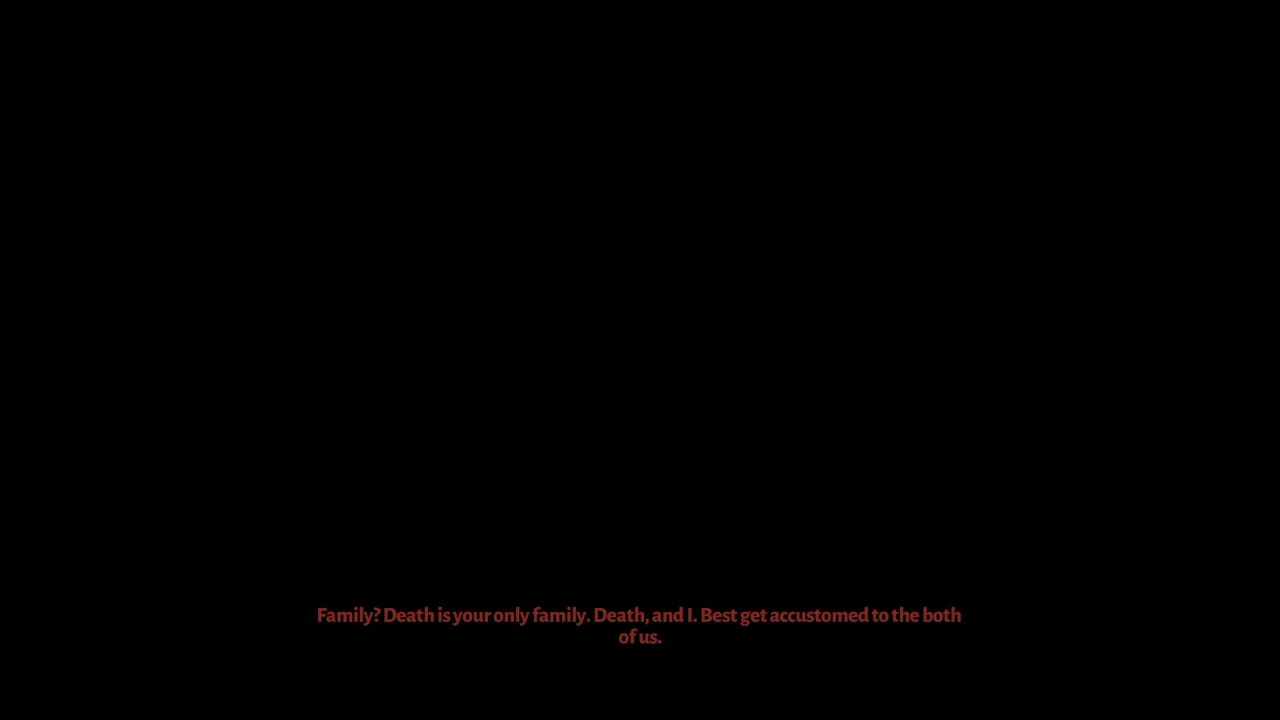 Family? Death is your only family. Death, and I. Best get accustomed to the both
of us.